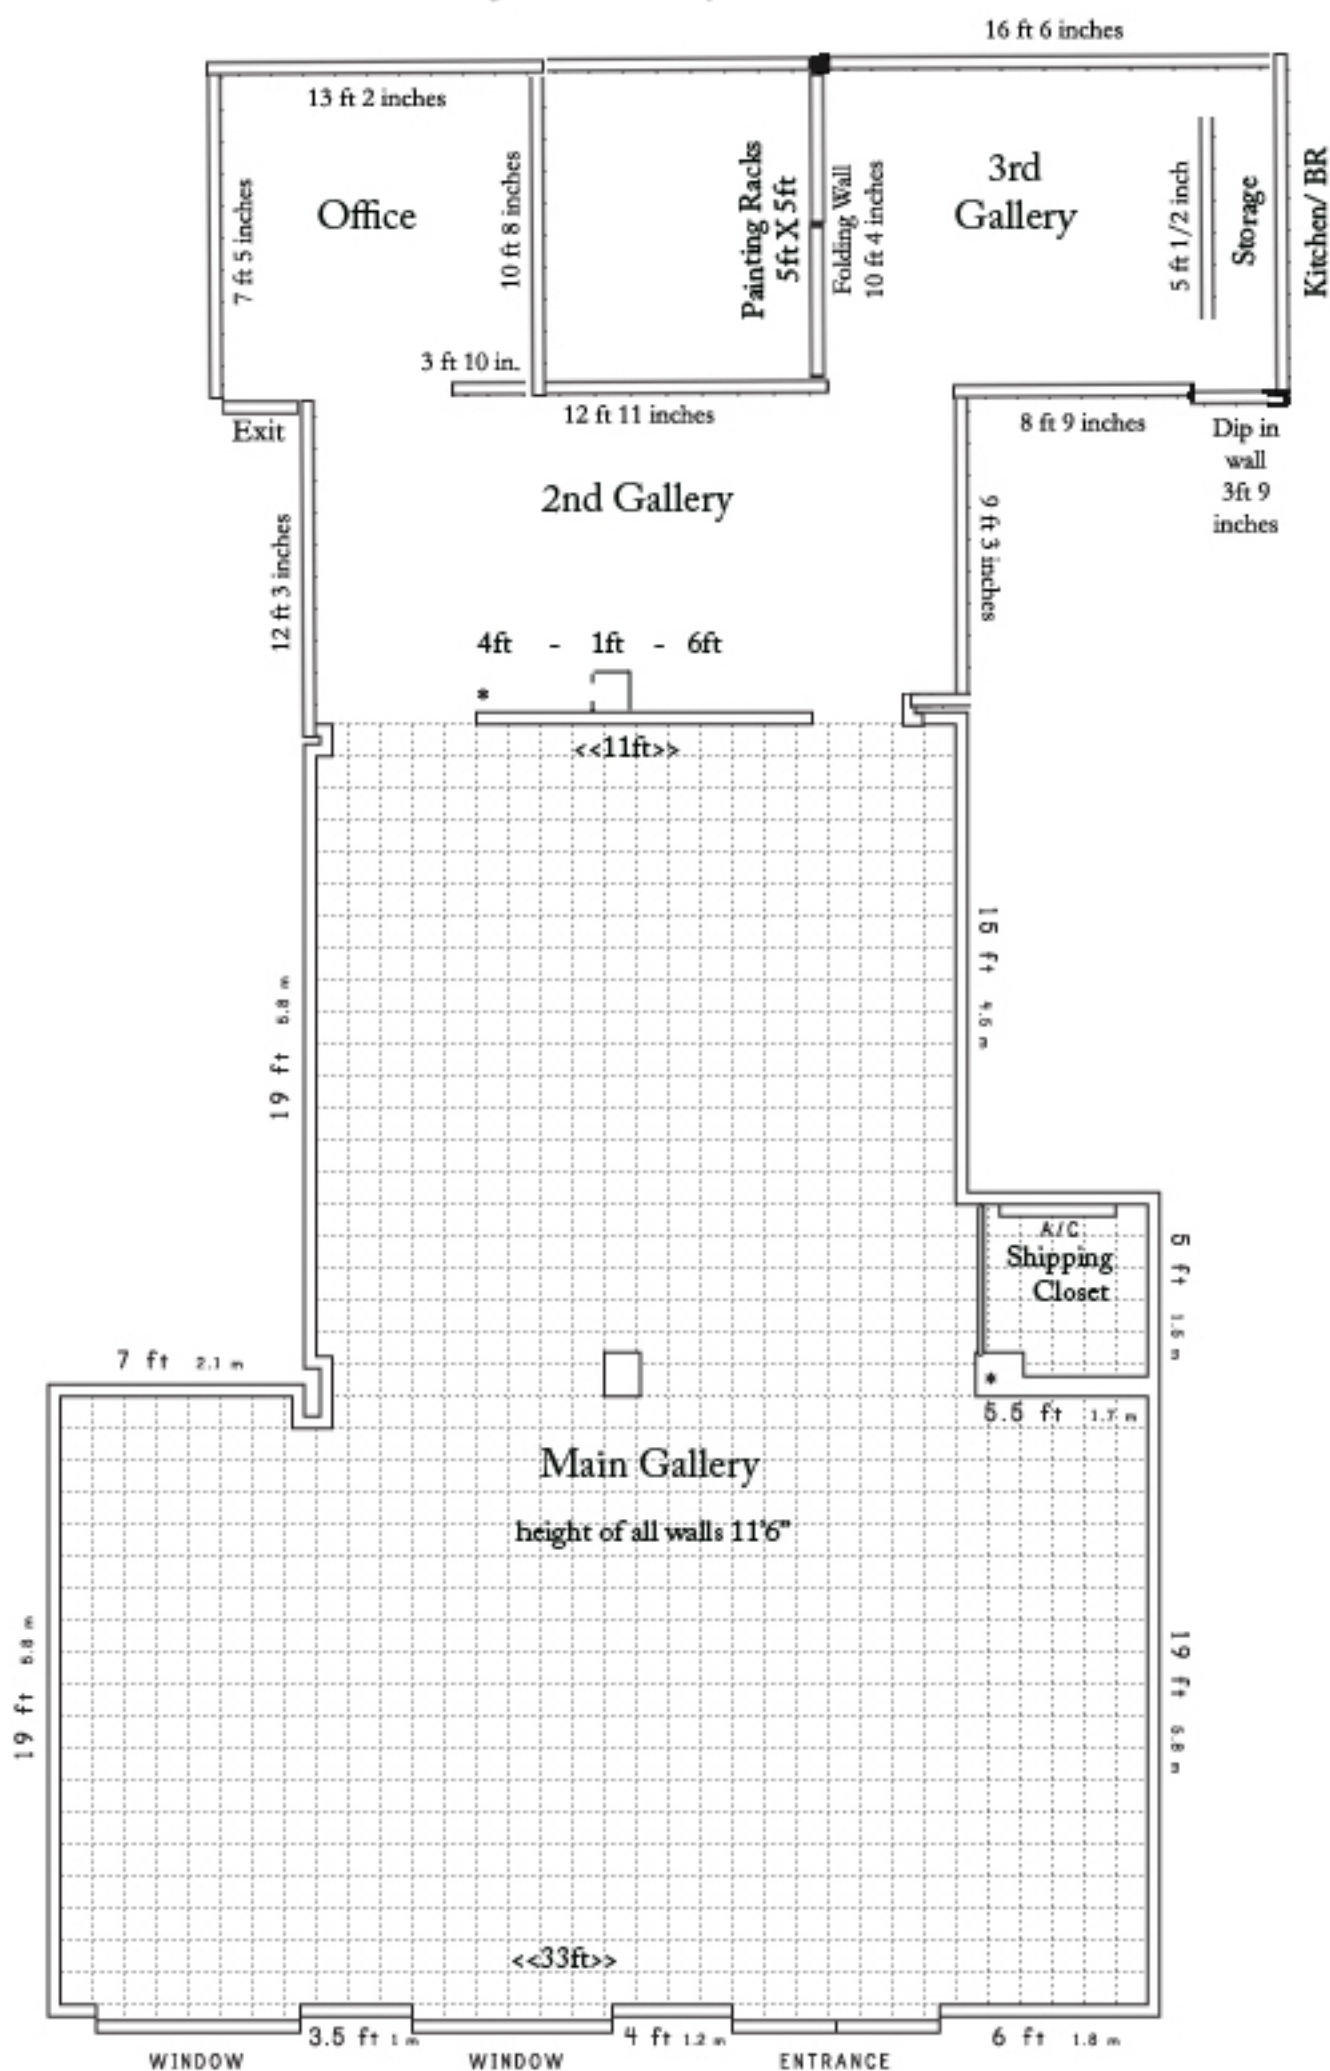 16 ft 6 inches
13 ft 2 inches
7 ft 5 inches
Office
10 ft 8 inches
Painting Racks
5ft X 5ft
Folding Wall
10 ft 4 inches
3rd
Gallery
5 ft 1/2 inch
Storage
Kitchen/ BR
3 ft 10 in.
Exit
12 ft 11 inches
8 ft 9 inches
Dip in
wall
3ft 9
inches
2nd Gallery
12 ft 3 inches
9 ft 3 inches
4ft - 1ft - 6ft
*
<<11ft>>
19 ft 5.8 m
15 ft 4.5 m
A/C
Shipping
Closet
5 ft 1.5 m
7 ft 2.1 m
*
5.5 ft 1.7 m
Main Gallery
height of all walls 11'6"
19 ft 5.8 m
19 ft 5.8 m
<<33ft>>
3.5 ft 1 m
4 ft 1.2 m
6 ft 1.8 m
WINDOW
WINDOW
ENTRANCE